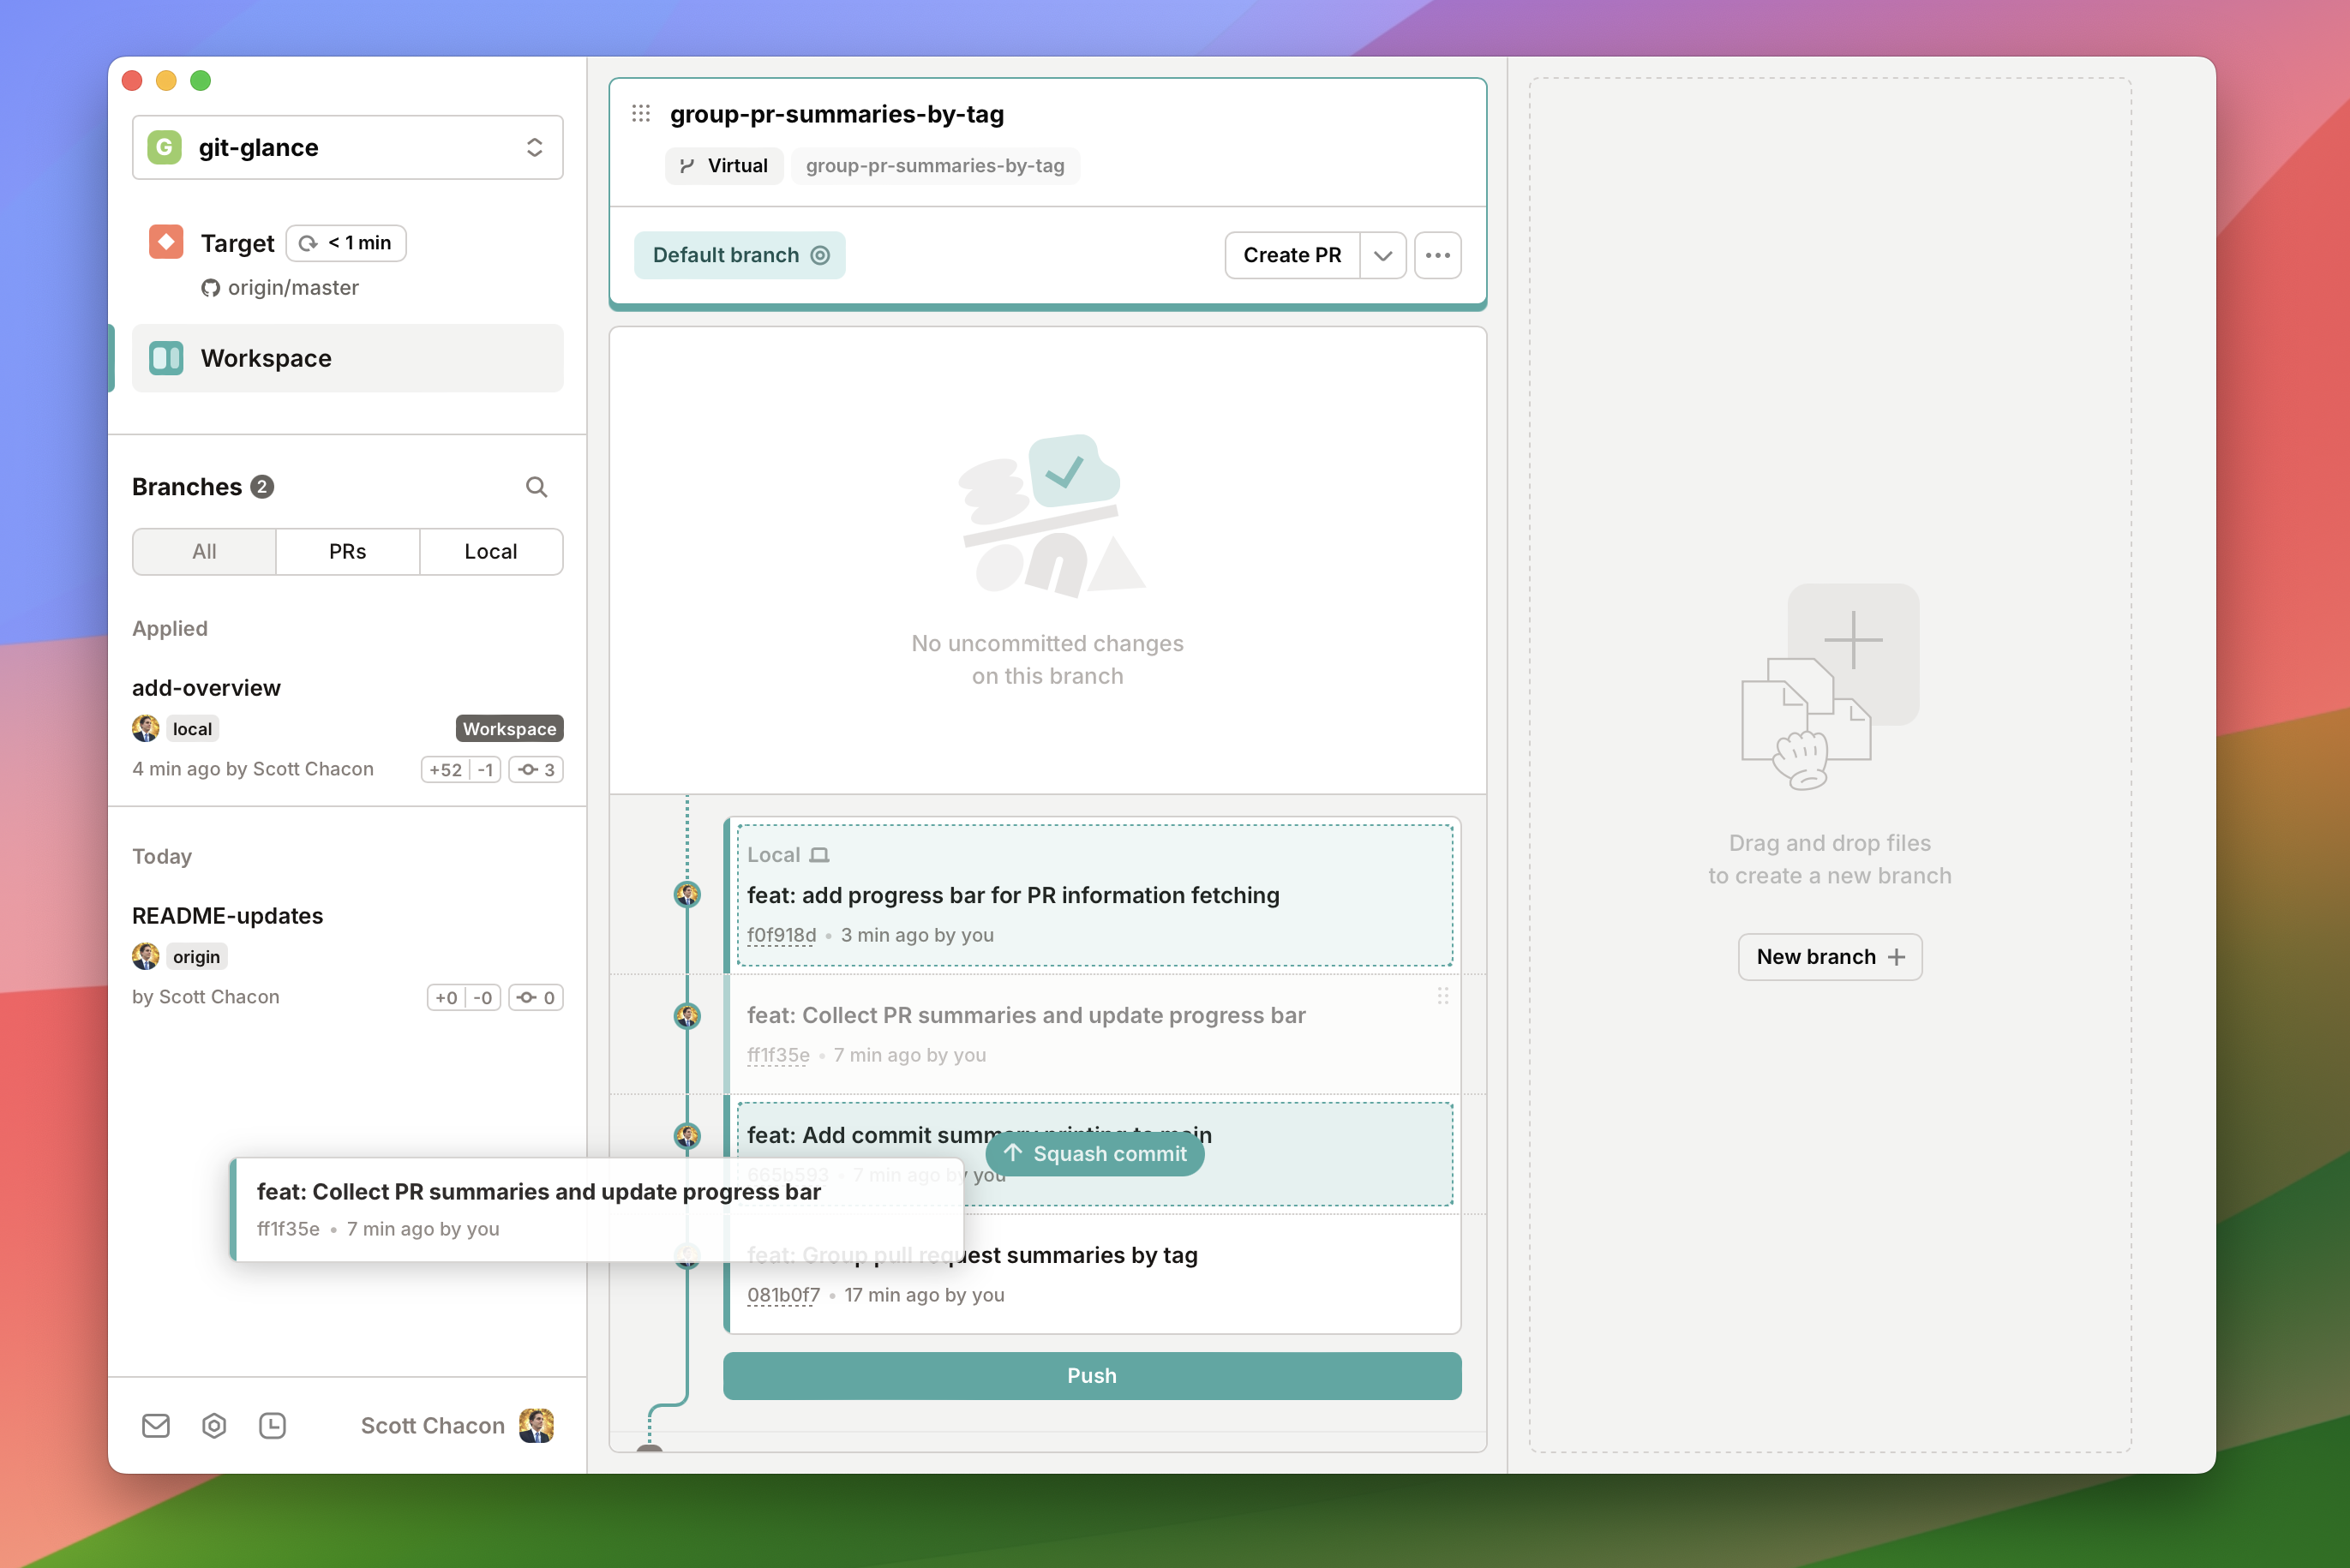 G git-glance
Target < 1 min
origin/master
Workspace
Branches 2
All PRs Local
Applied
add-overview
local Workspace
4 min ago by Scott Chacon +52 -1 3
Today
README-updates
origin
by Scott Chacon +0 -0 0
Scott Chacon
group-pr-summaries-by-tag
Virtual group-pr-summaries-by-tag
Default branch Create PR
No uncommitted changes
on this branch
Local
feat: add progress bar for PR information fetching
f0f918d • 3 min ago by you
feat: Collect PR summaries and update progress bar
ff1f35e • 7 min ago by you
feat: Add commit summary printing to main
Squash commit
665b593 • 7 min ago by you
feat: Collect PR summaries and update progress bar
ff1f35e • 7 min ago by you
feat: Group pull request summaries by tag
081b0f7 • 17 min ago by you
Push
Drag and drop files
to create a new branch
New branch